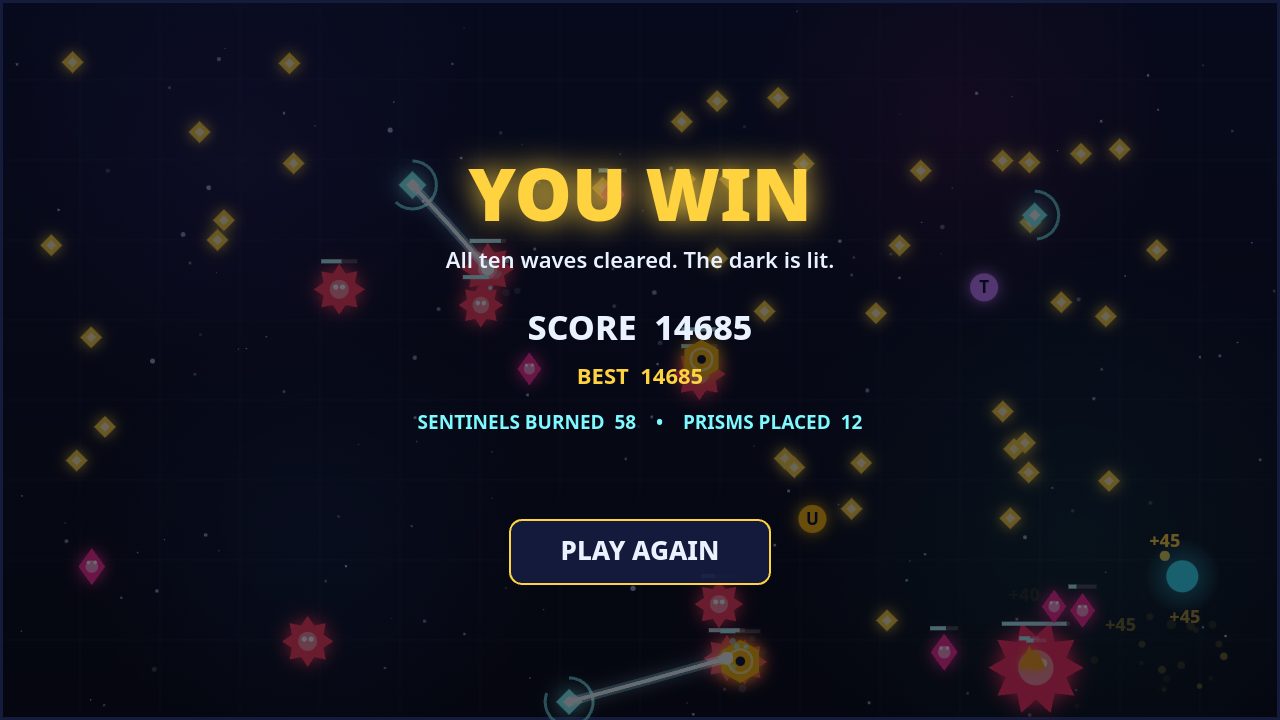 YOU WIN
All ten waves cleared. The dark is lit.
T
SCORE 14685
BEST 14685
SENTINELS BURNED 58 • PRISMS PLACED 12
U
PLAY AGAIN
+45
+40
+45
+45